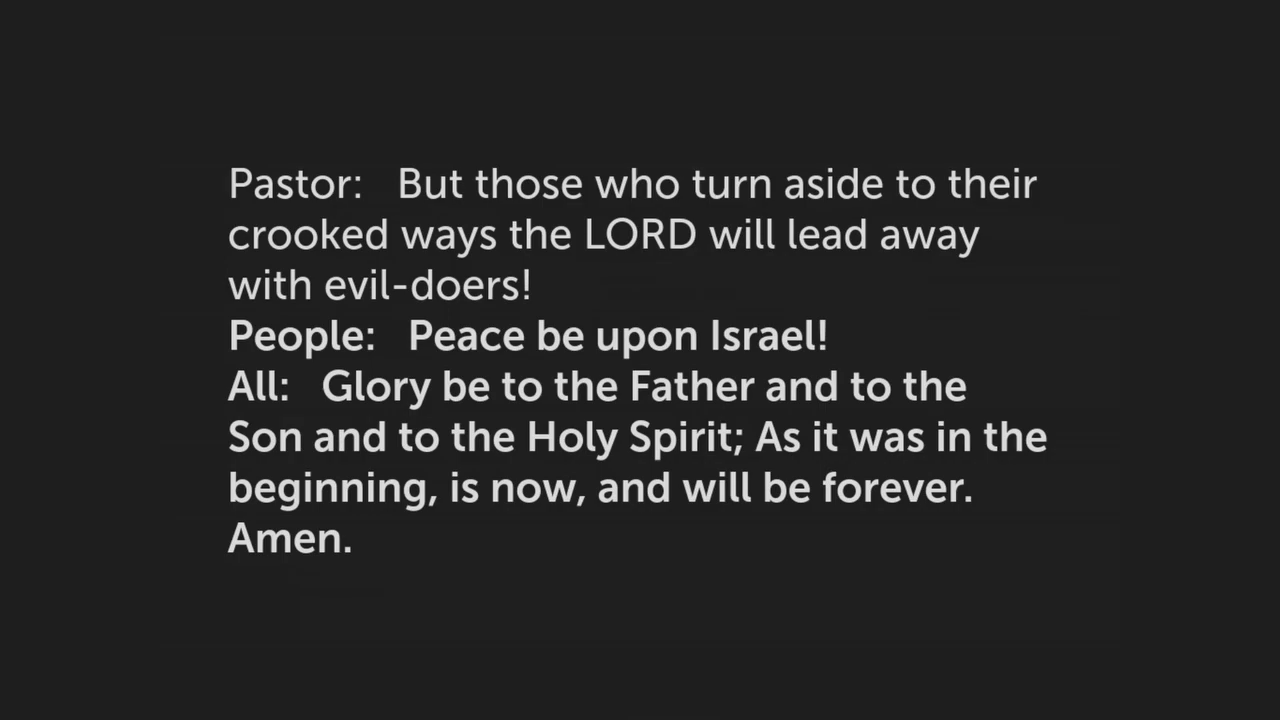 Pastor:   But those who turn aside to their
crooked ways the LORD will lead away
with evil-doers!
People:   Peace be upon Israel!
All:   Glory be to the Father and to the
Son and to the Holy Spirit; As it was in the
beginning, is now, and will be forever.
Amen.